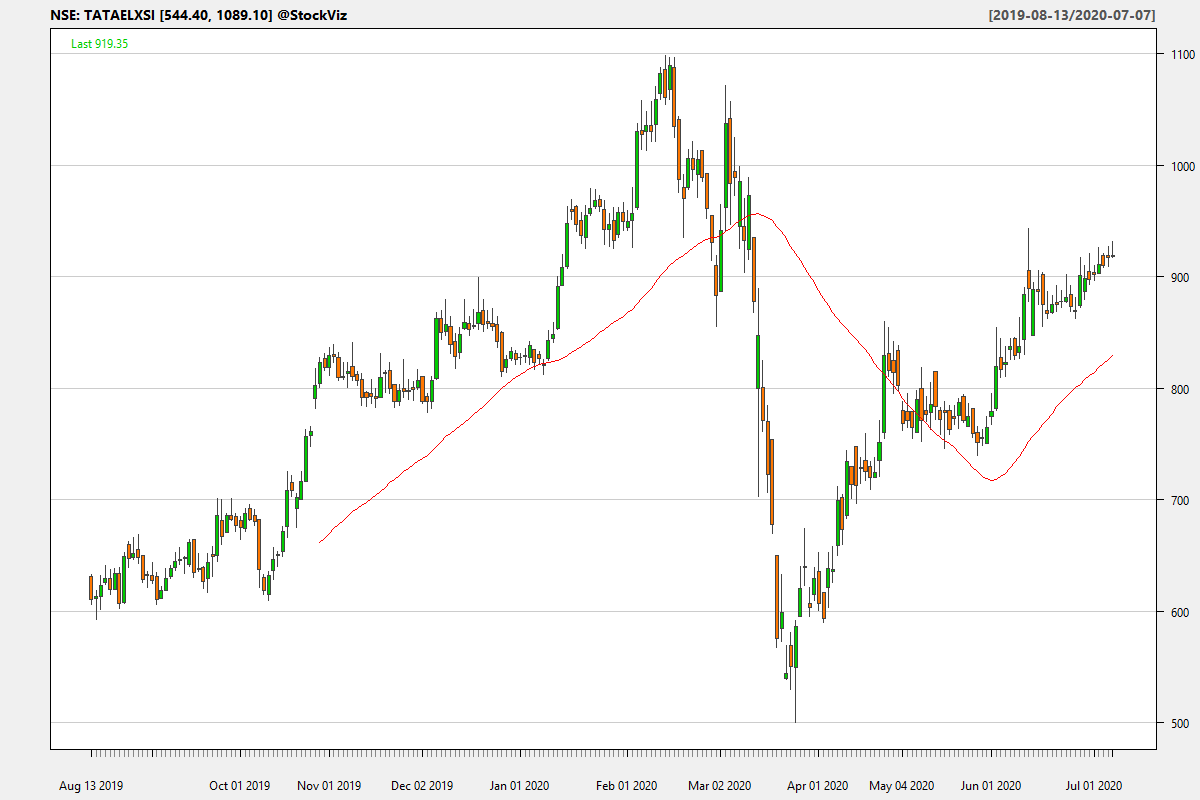 NSE: TATAELXSI [544.40, 1089.10] @StockViz
[2019-08-13/2020-07-07]
Last 919.35
1100
1000
900
800
700
600
500
Aug 13 2019
Oct 01 2019
Nov 01 2019
Dec 02 2019
Jan 01 2020
Feb 01 2020
Mar 02 2020
Apr 01 2020
May 04 2020
Jun 01 2020
Jul 01 2020